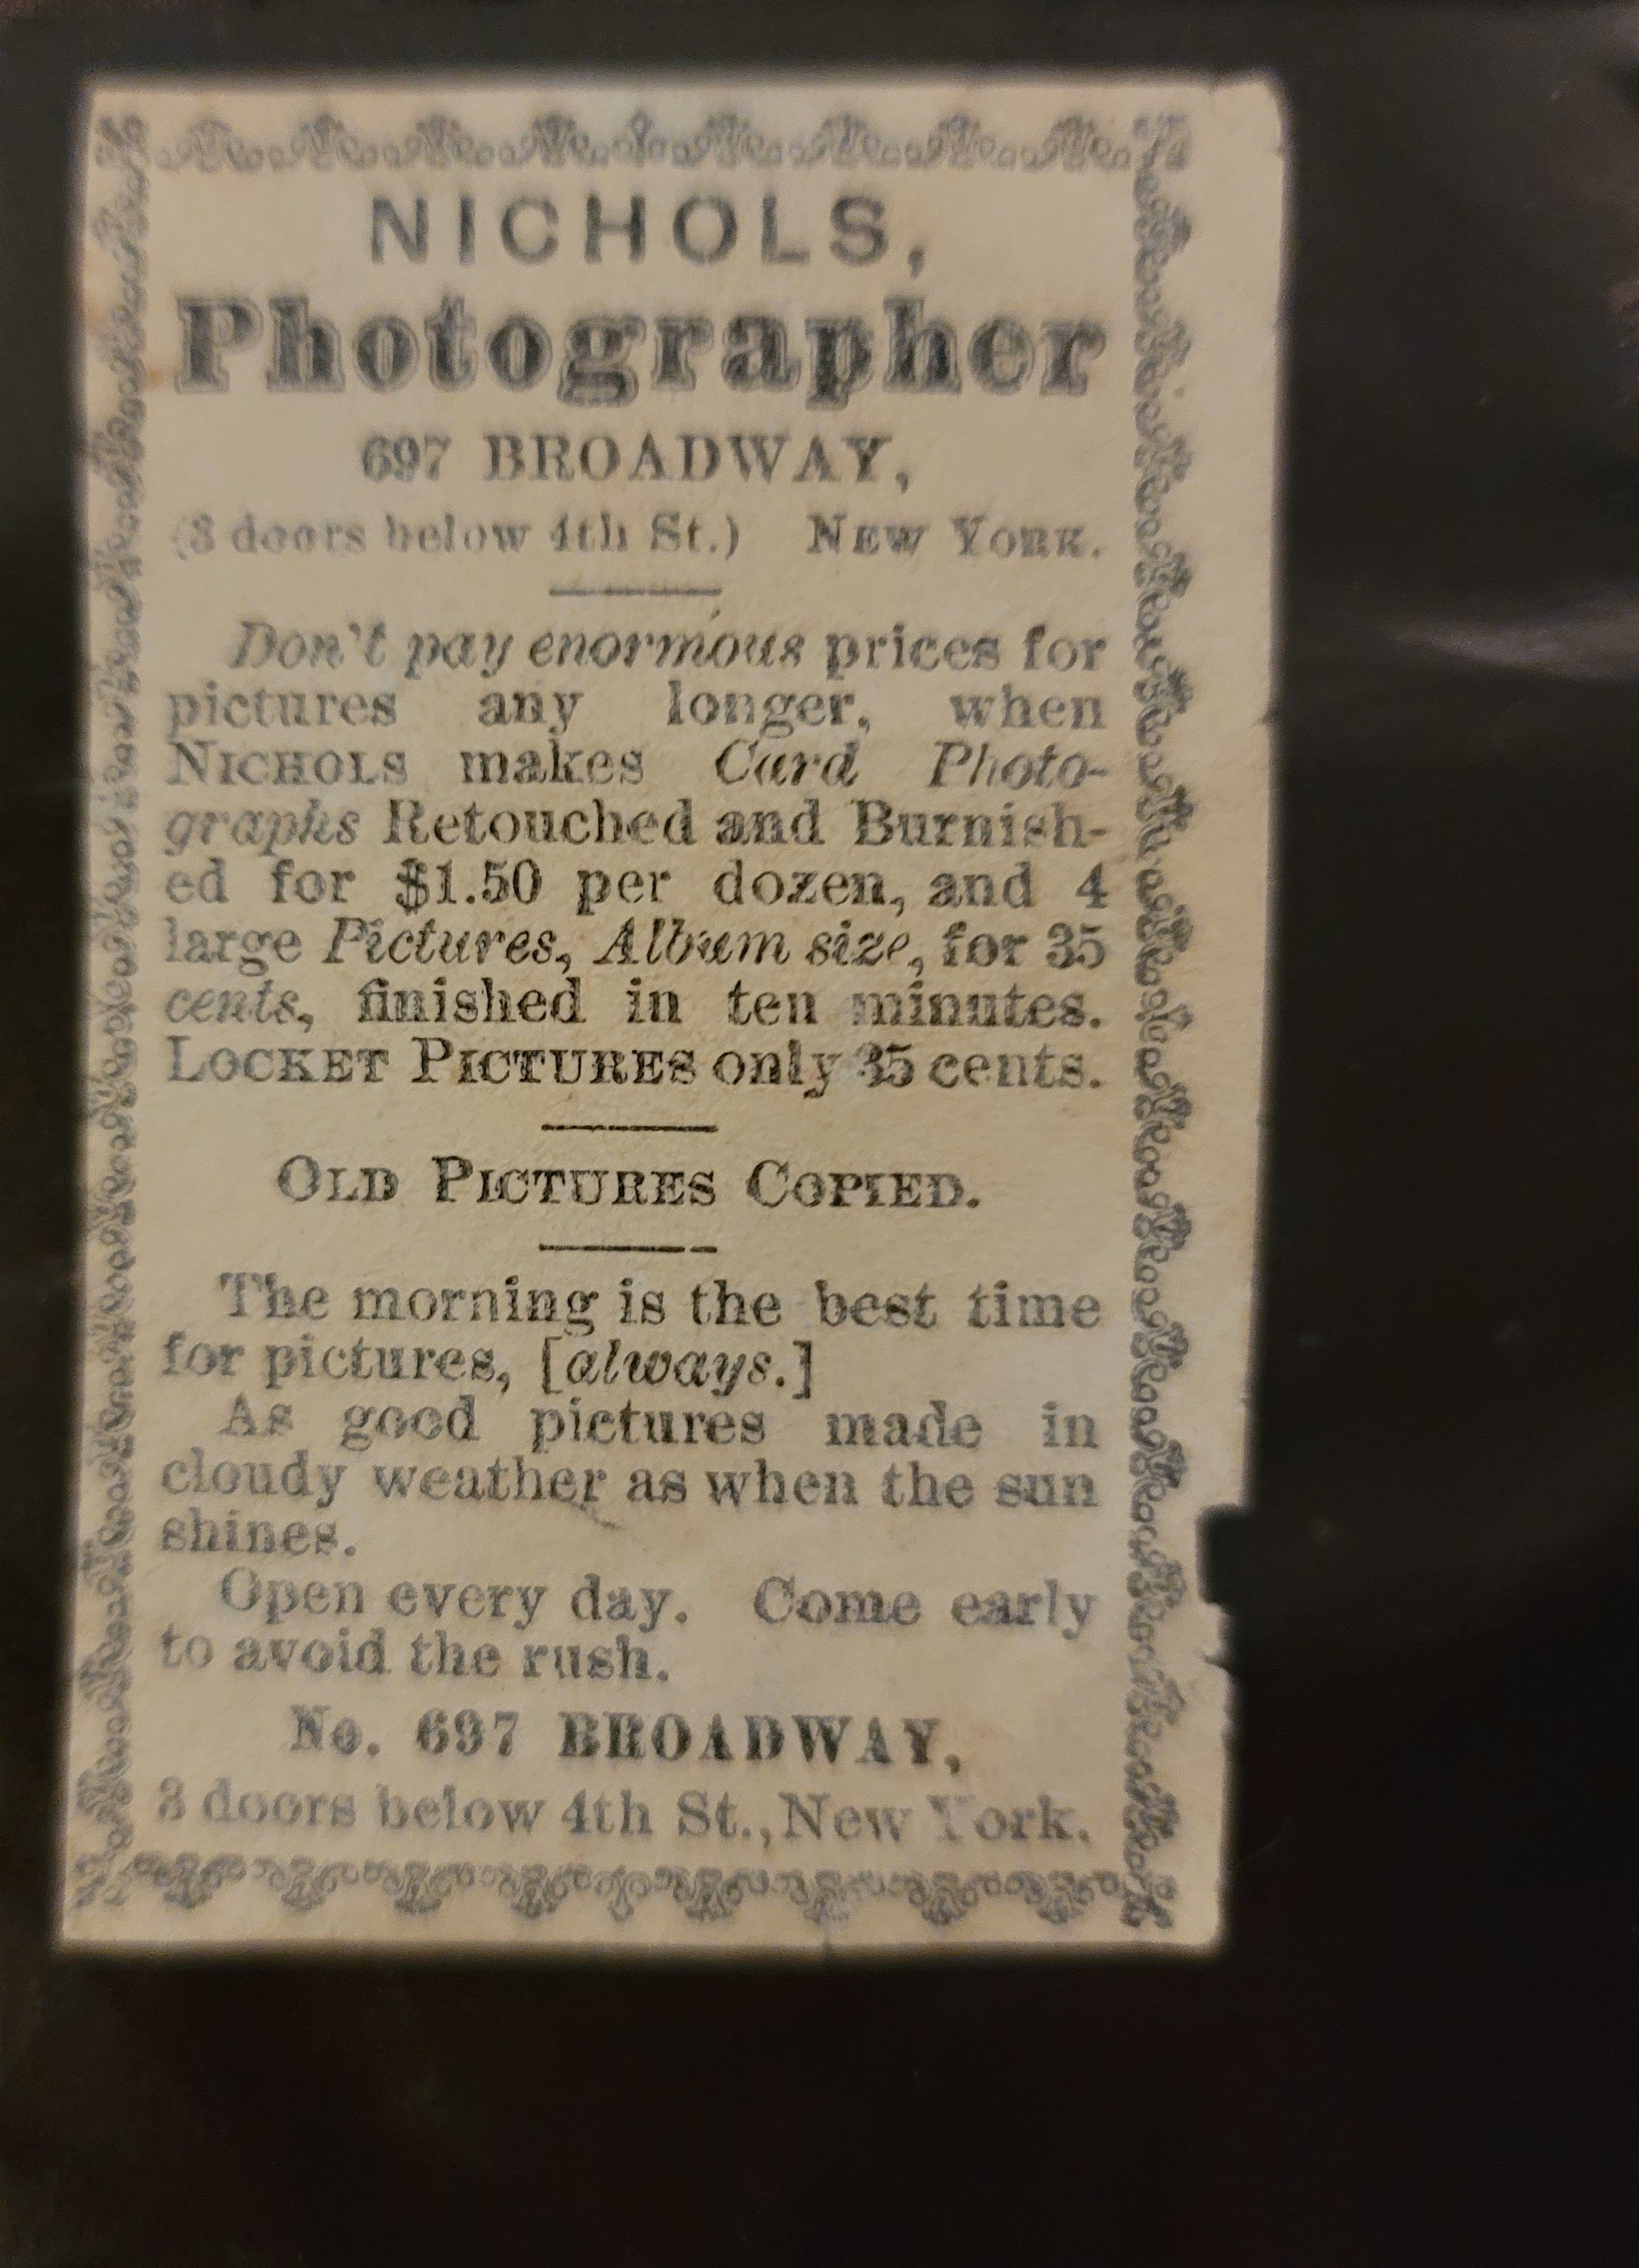 NICHOLS,
Photographer
697 BROADWAY,
(3 doors below 4th St.) NEW YORK.
Don't pay enormous prices for
pictures any longer, when
NICHOLS makes Card Photo-
graphs Retouched and Burnish-
ed for $1.50 per dozen, and 4
large Pictures, Album size, for 35
cents, finished in ten minutes.
LOCKET PICTURES only 35 cents.
OLD PICTURES COPIED.
The morning is the best time
for pictures, [always.]
As good pictures made in
cloudy weather as when the sun
shines.
Open every day. Come early
to avoid the rush.
No. 697 BROADWAY,
3 doors below 4th St., New York.